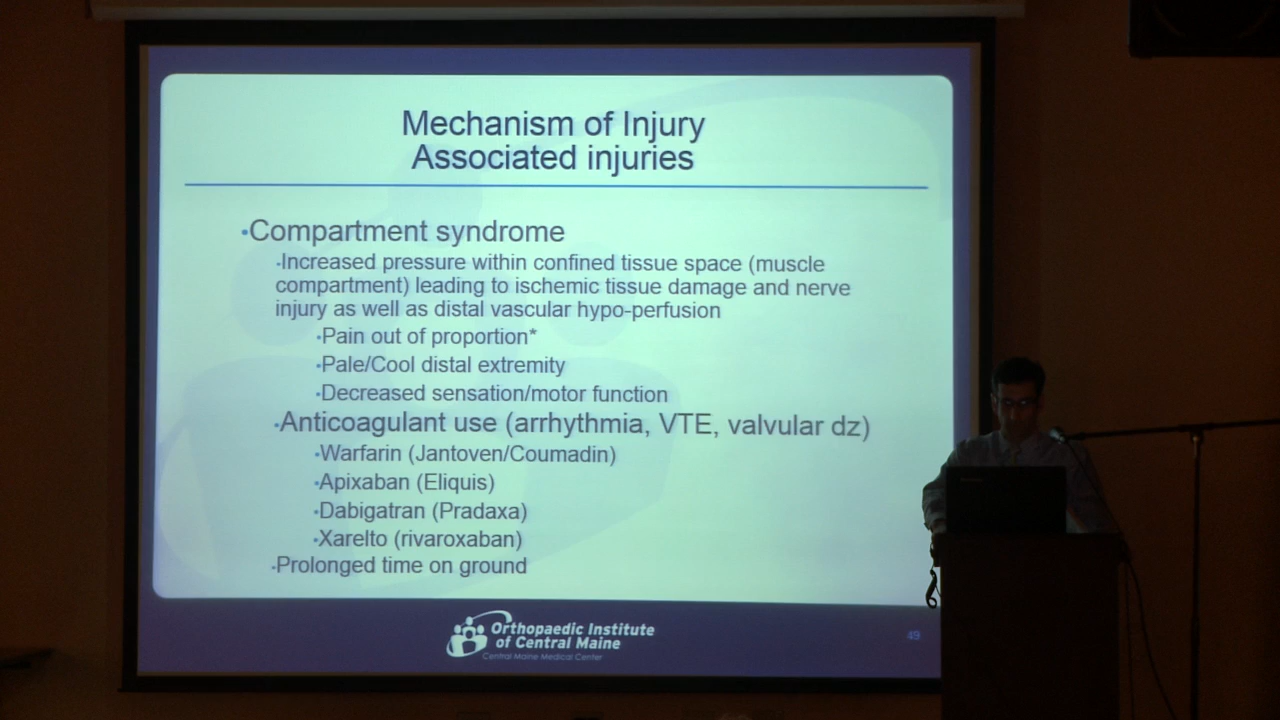 Mechanism of Injury
Associated injuries
•Compartment syndrome
•Increased pressure within confined tissue space (muscle
compartment) leading to ischemic tissue damage and nerve
injury as well as distal vascular hypo-perfusion
•Pain out of proportion*
•Pale/Cool distal extremity
•Decreased sensation/motor function
•Anticoagulant use (arrhythmia, VTE, valvular dz)
•Warfarin (Jantoven/Coumadin)
•Apixaban (Eliquis)
•Dabigatran (Pradaxa)
•Xarelto (rivaroxaban)
•Prolonged time on ground
Orthopaedic Institute
of Central Maine
Central Maine Medical Center
49